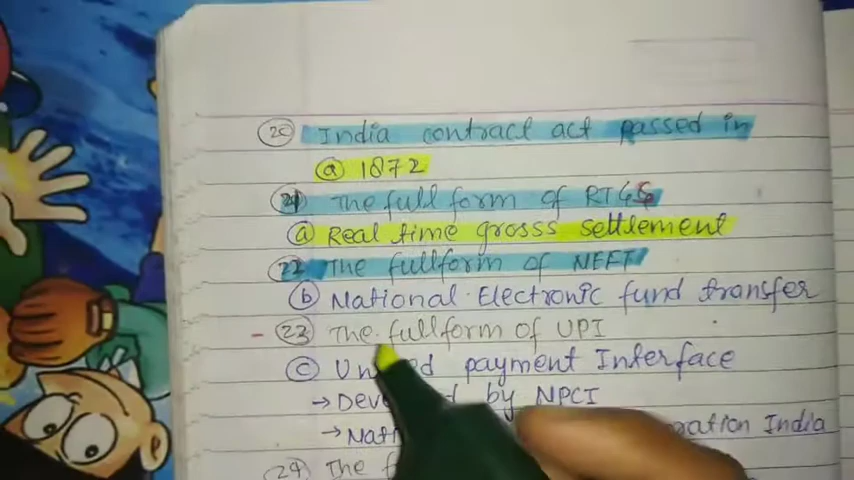 20 India contract act passed in
a 1872
21 The full form of RTGS
a Real time grosss settlement
22 The fullform of NEFT
b National Electronic fund transfer
23 The fullform of UPI
c payment Interface
→ by NPCI
→ India
24 The